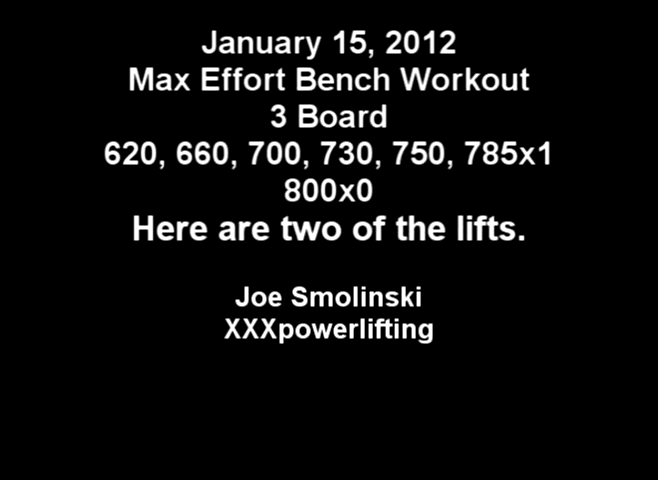 January 15, 2012
Max Effort Bench Workout
3 Board
620, 660, 700, 730, 750, 785x1
800x0
Here are two of the lifts.
Joe Smolinski
XXXpowerlifting